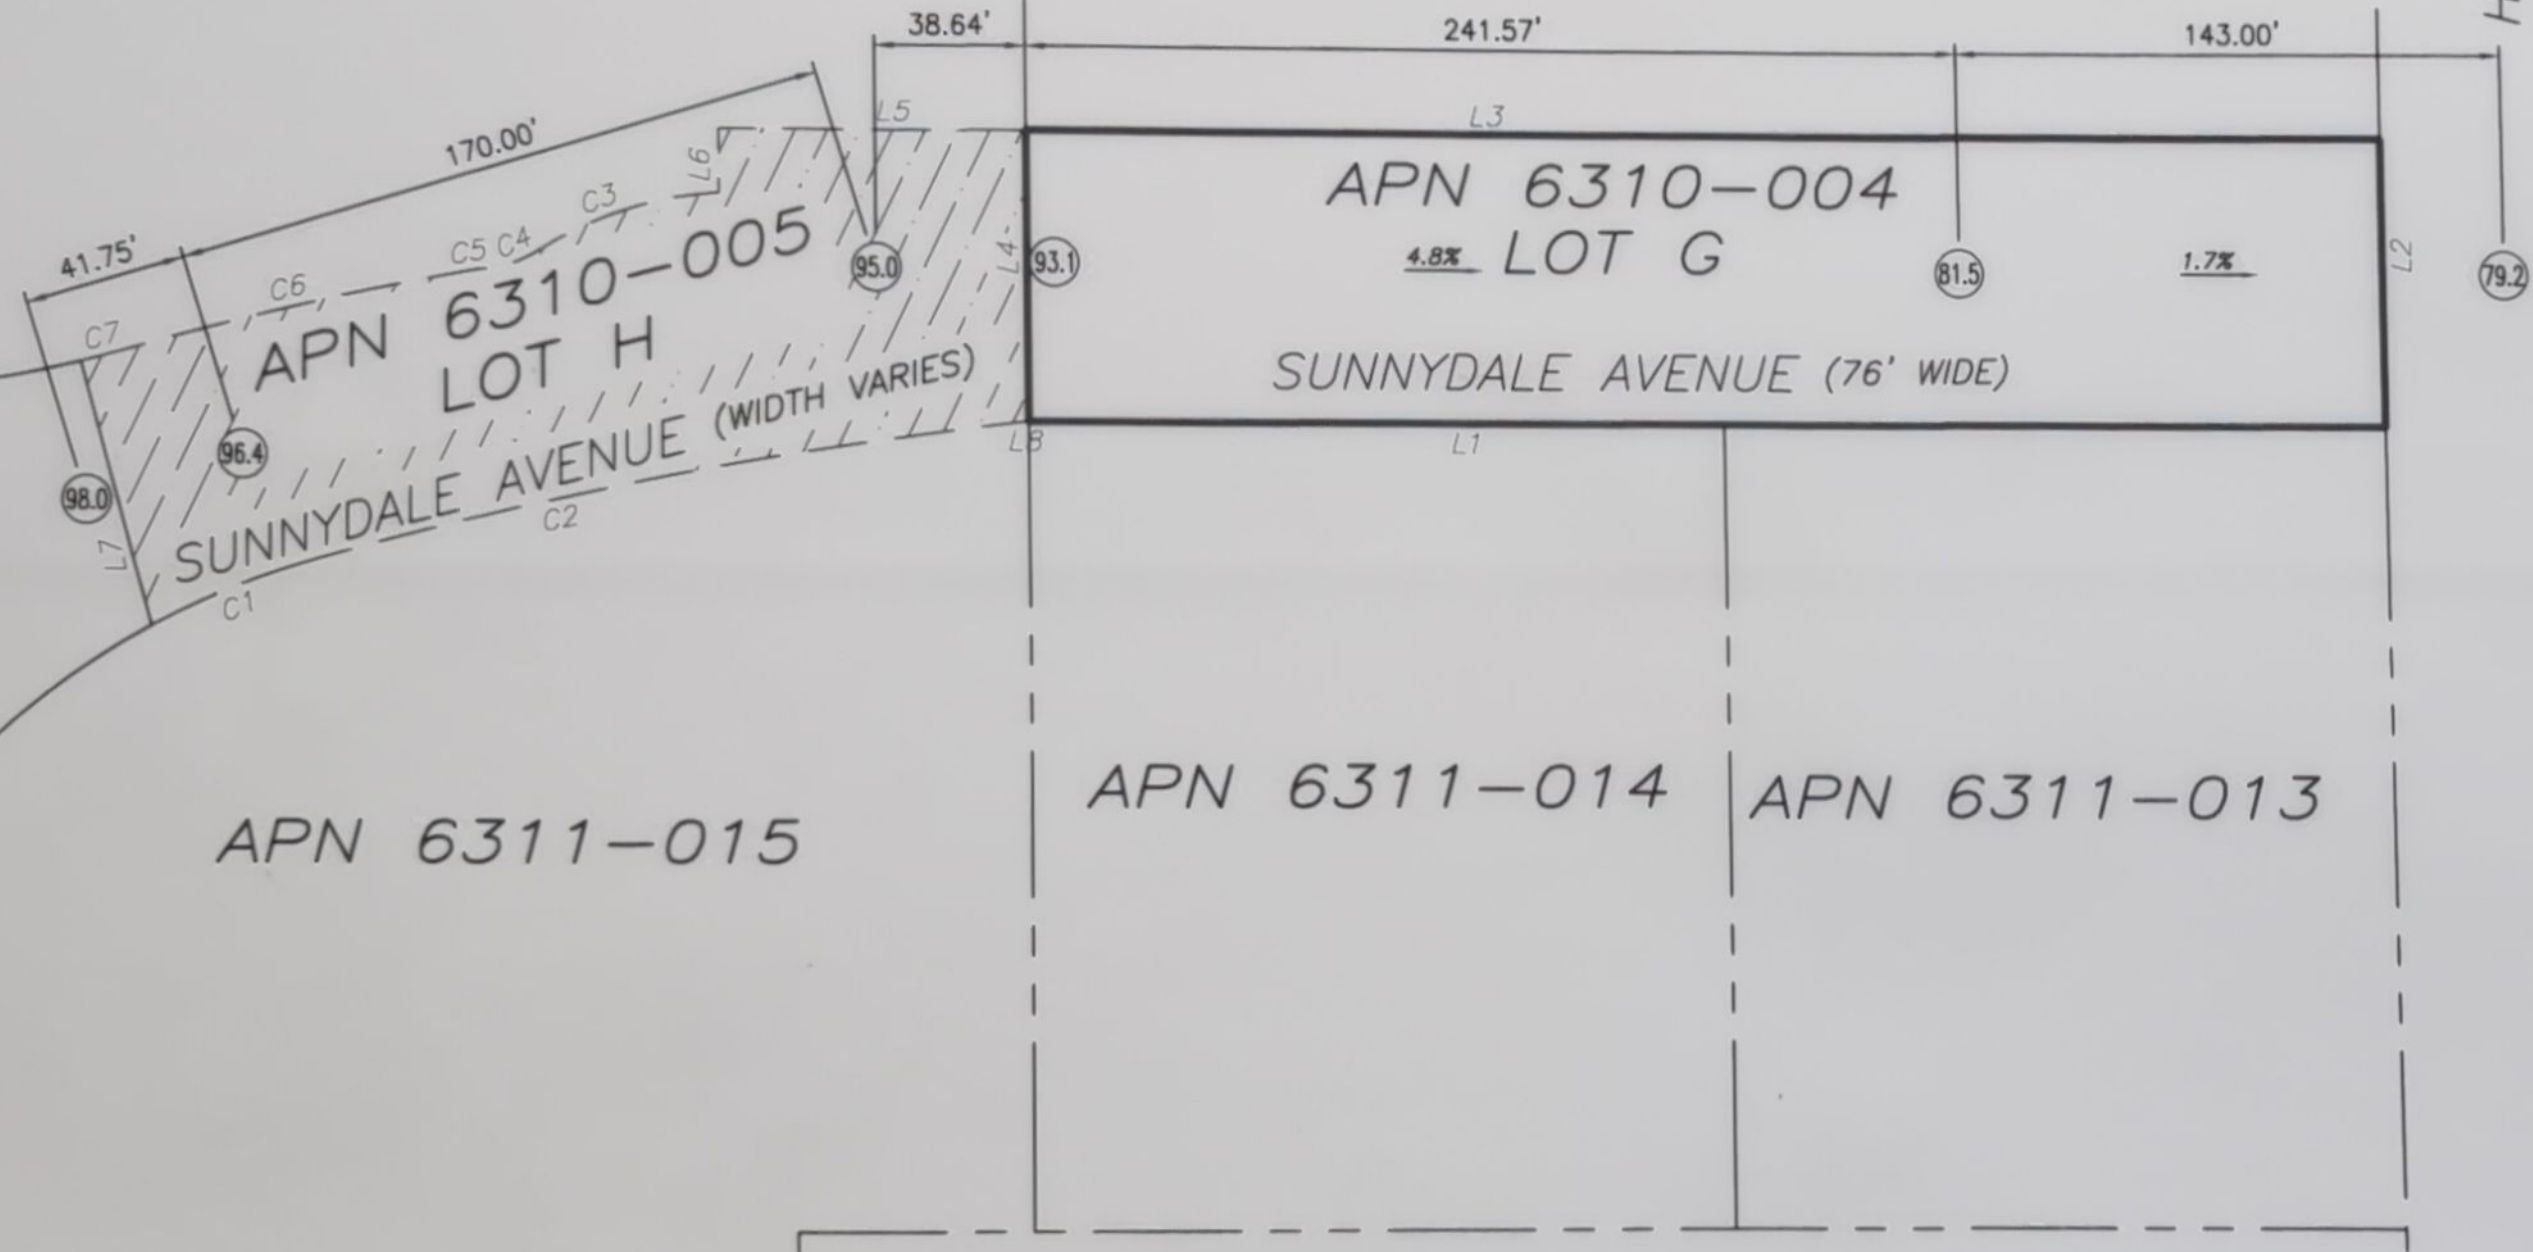 38.64'
241.57'
143.00'
170.00'
L5
L3
L6
APN 6310-004
C3
41.75'
C5 C4
APN 6310-005
LOT H
95.0
L4
93.1
4.8%
LOT G
81.5
1.7%
L2
79.2
C6
C7
SUNNYDALE AVENUE (76' WIDE)
SUNNYDALE AVENUE (WIDTH VARIES)
96.4
98.0
L8
L1
L7
C2
C1
APN 6311-015
APN 6311-014
APN 6311-013